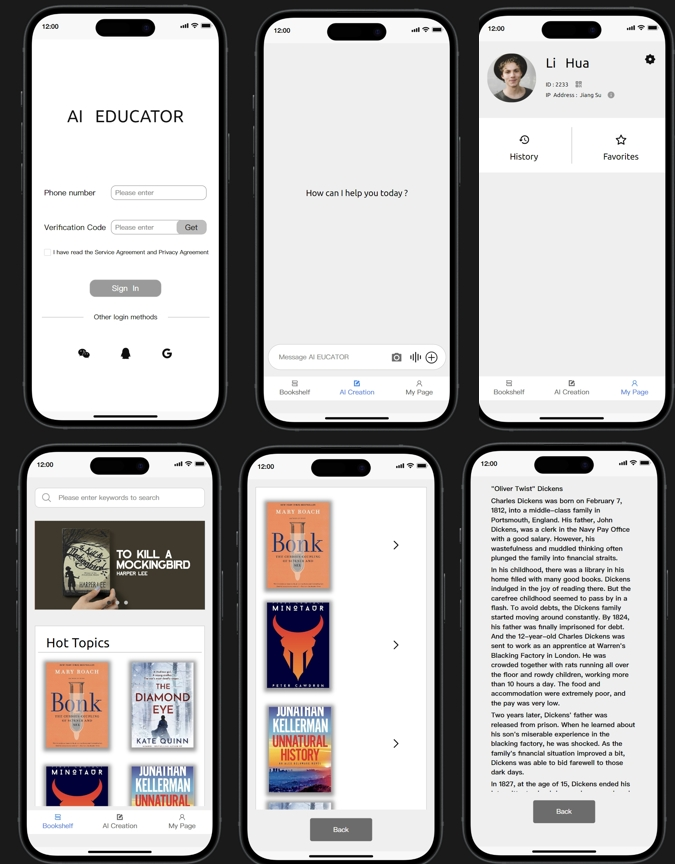 12:00
AI EDUCATOR
Phone number
Please enter
Verification Code
Please enter
Get
I have read the Service Agreement and Privacy Agreement
Sign In
Other login methods
12:00
How can I help you today ?
Message AI EUCATOR
Bookshelf
AI Creation
My Page
12:00
Li Hua
ID : 2233
IP Address : Jiang Su
History
Favorites
Bookshelf
AI Creation
My Page
12:00
Please enter keywords to search
TO KILL A
MOCKINGBIRD
HARPER LEE
Hot Topics
MARY ROACH
Bonk
THE
DIAMOND
EYE
KATE QUINN
MINOTAUR
JONATHAN
KELLERMAN
UNNATURAL
Bookshelf
AI Creation
My Page
12:00
MARY ROACH
Bonk
MINOTAUR
PETER CAWDRON
JONATHAN
KELLERMAN
UNNATURAL
HISTORY
Back
12:00
"Oliver Twist" Dickens
Charles Dickens was born on February 7,
1812, into a middle-class family in
Portsmouth, England. His father, John
Dickens, was a clerk in the Navy Pay Office
with a good salary. However, his
wastefulness and muddled thinking often
plunged the family into financial straits.
In his childhood, there was a library in his
home filled with many good books. Dickens
indulged in the joy of reading there. But the
carefree childhood seemed to pass by in a
flash. To avoid debts, the Dickens family
started moving around constantly. By 1824,
his father was finally imprisoned for debt.
And the 12-year-old Charles Dickens was
sent to work as an apprentice at Warren's
Blacking Factory in London. He was
crowded together with rats running all over
the floor and rowdy children, working more
than 10 hours a day. The food and
accommodation were extremely poor, and
the pay was very low.
Two years later, Dickens' father was
released from prison. When he learned about
his son's miserable experience in the
blacking factory, he was shocked. As the
family's financial situation improved a bit,
Dickens was able to bid farewell to those
dark days.
In 1827, at the age of 15, Dickens ended his
Back